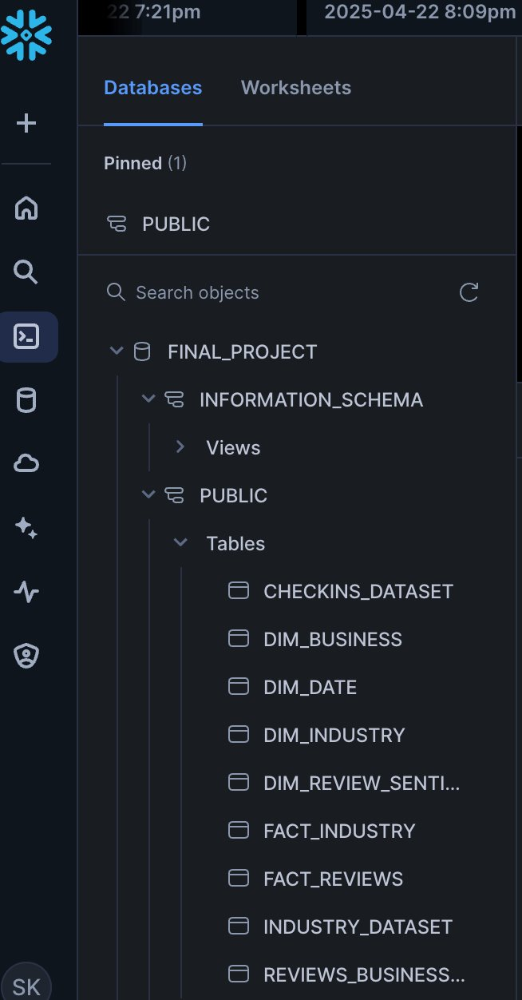 22 7:21pm 2025-04-22 8:09pm
Databases Worksheets
Pinned (1)
PUBLIC
Search objects
FINAL_PROJECT
INFORMATION_SCHEMA
Views
PUBLIC
Tables
CHECKINS_DATASET
DIM_BUSINESS
DIM_DATE
DIM_INDUSTRY
DIM_REVIEW_SENTI...
FACT_INDUSTRY
FACT_REVIEWS
INDUSTRY_DATASET
REVIEWS_BUSINESS...
SK